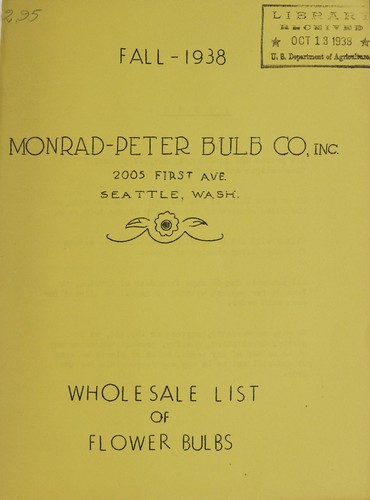 2.95
FALL - 1938
LIBRARY
RECEIVED
★ OCT 13 1938 ★
U. S. Department of Agriculture.
MONRAD-PETER BULB CO., INC.
2005 FIRST AVE.
SEATTLE, WASH.
WHOLESALE LIST
OF
FLOWER BULBS